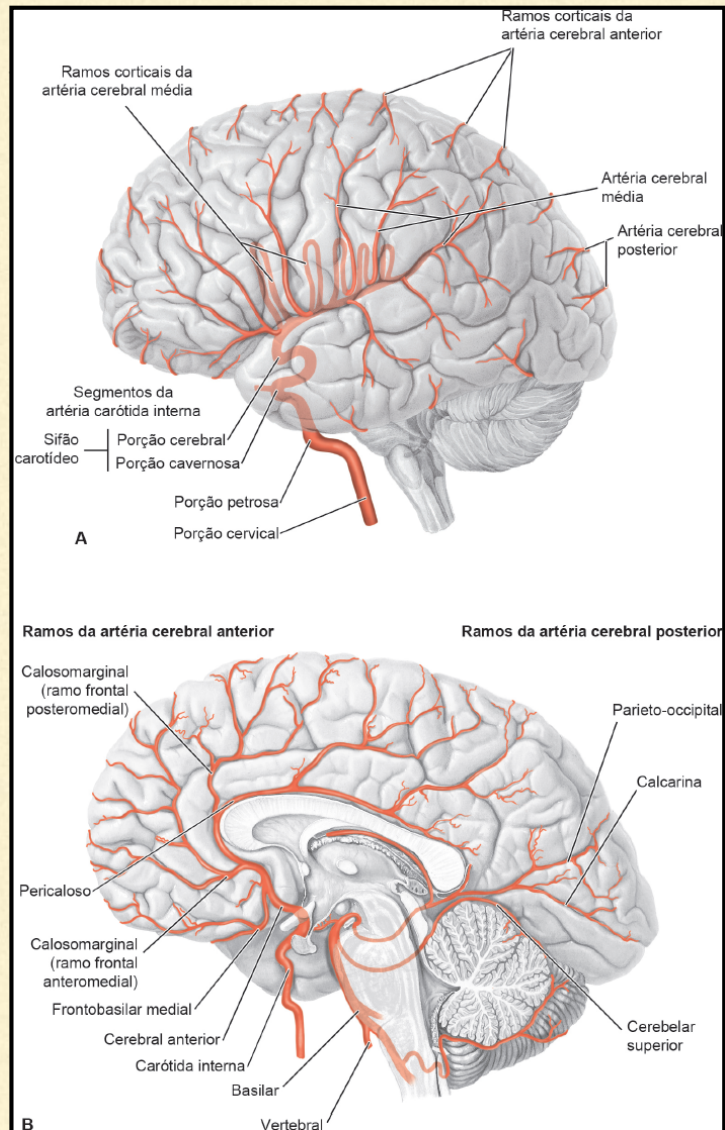 Ramos corticais da
artéria cerebral anterior
Ramos corticais da
artéria cerebral média
Artéria cerebral
média
Artéria cerebral
posterior
Segmentos da
artéria carótida interna
Sifão
carotídeo
Porção cerebral
Porção cavernosa
Porção petrosa
Porção cervical
A
Ramos da artéria cerebral anterior
Ramos da artéria cerebral posterior
Calosomarginal
(ramo frontal
posteromedial)
Parieto-occipital
Calcarina
Pericaloso
Calosomarginal
(ramo frontal
anteromedial)
Frontobasilar medial
Cerebral anterior
Carótida interna
Basilar
Vertebral
Cerebelar
superior
B